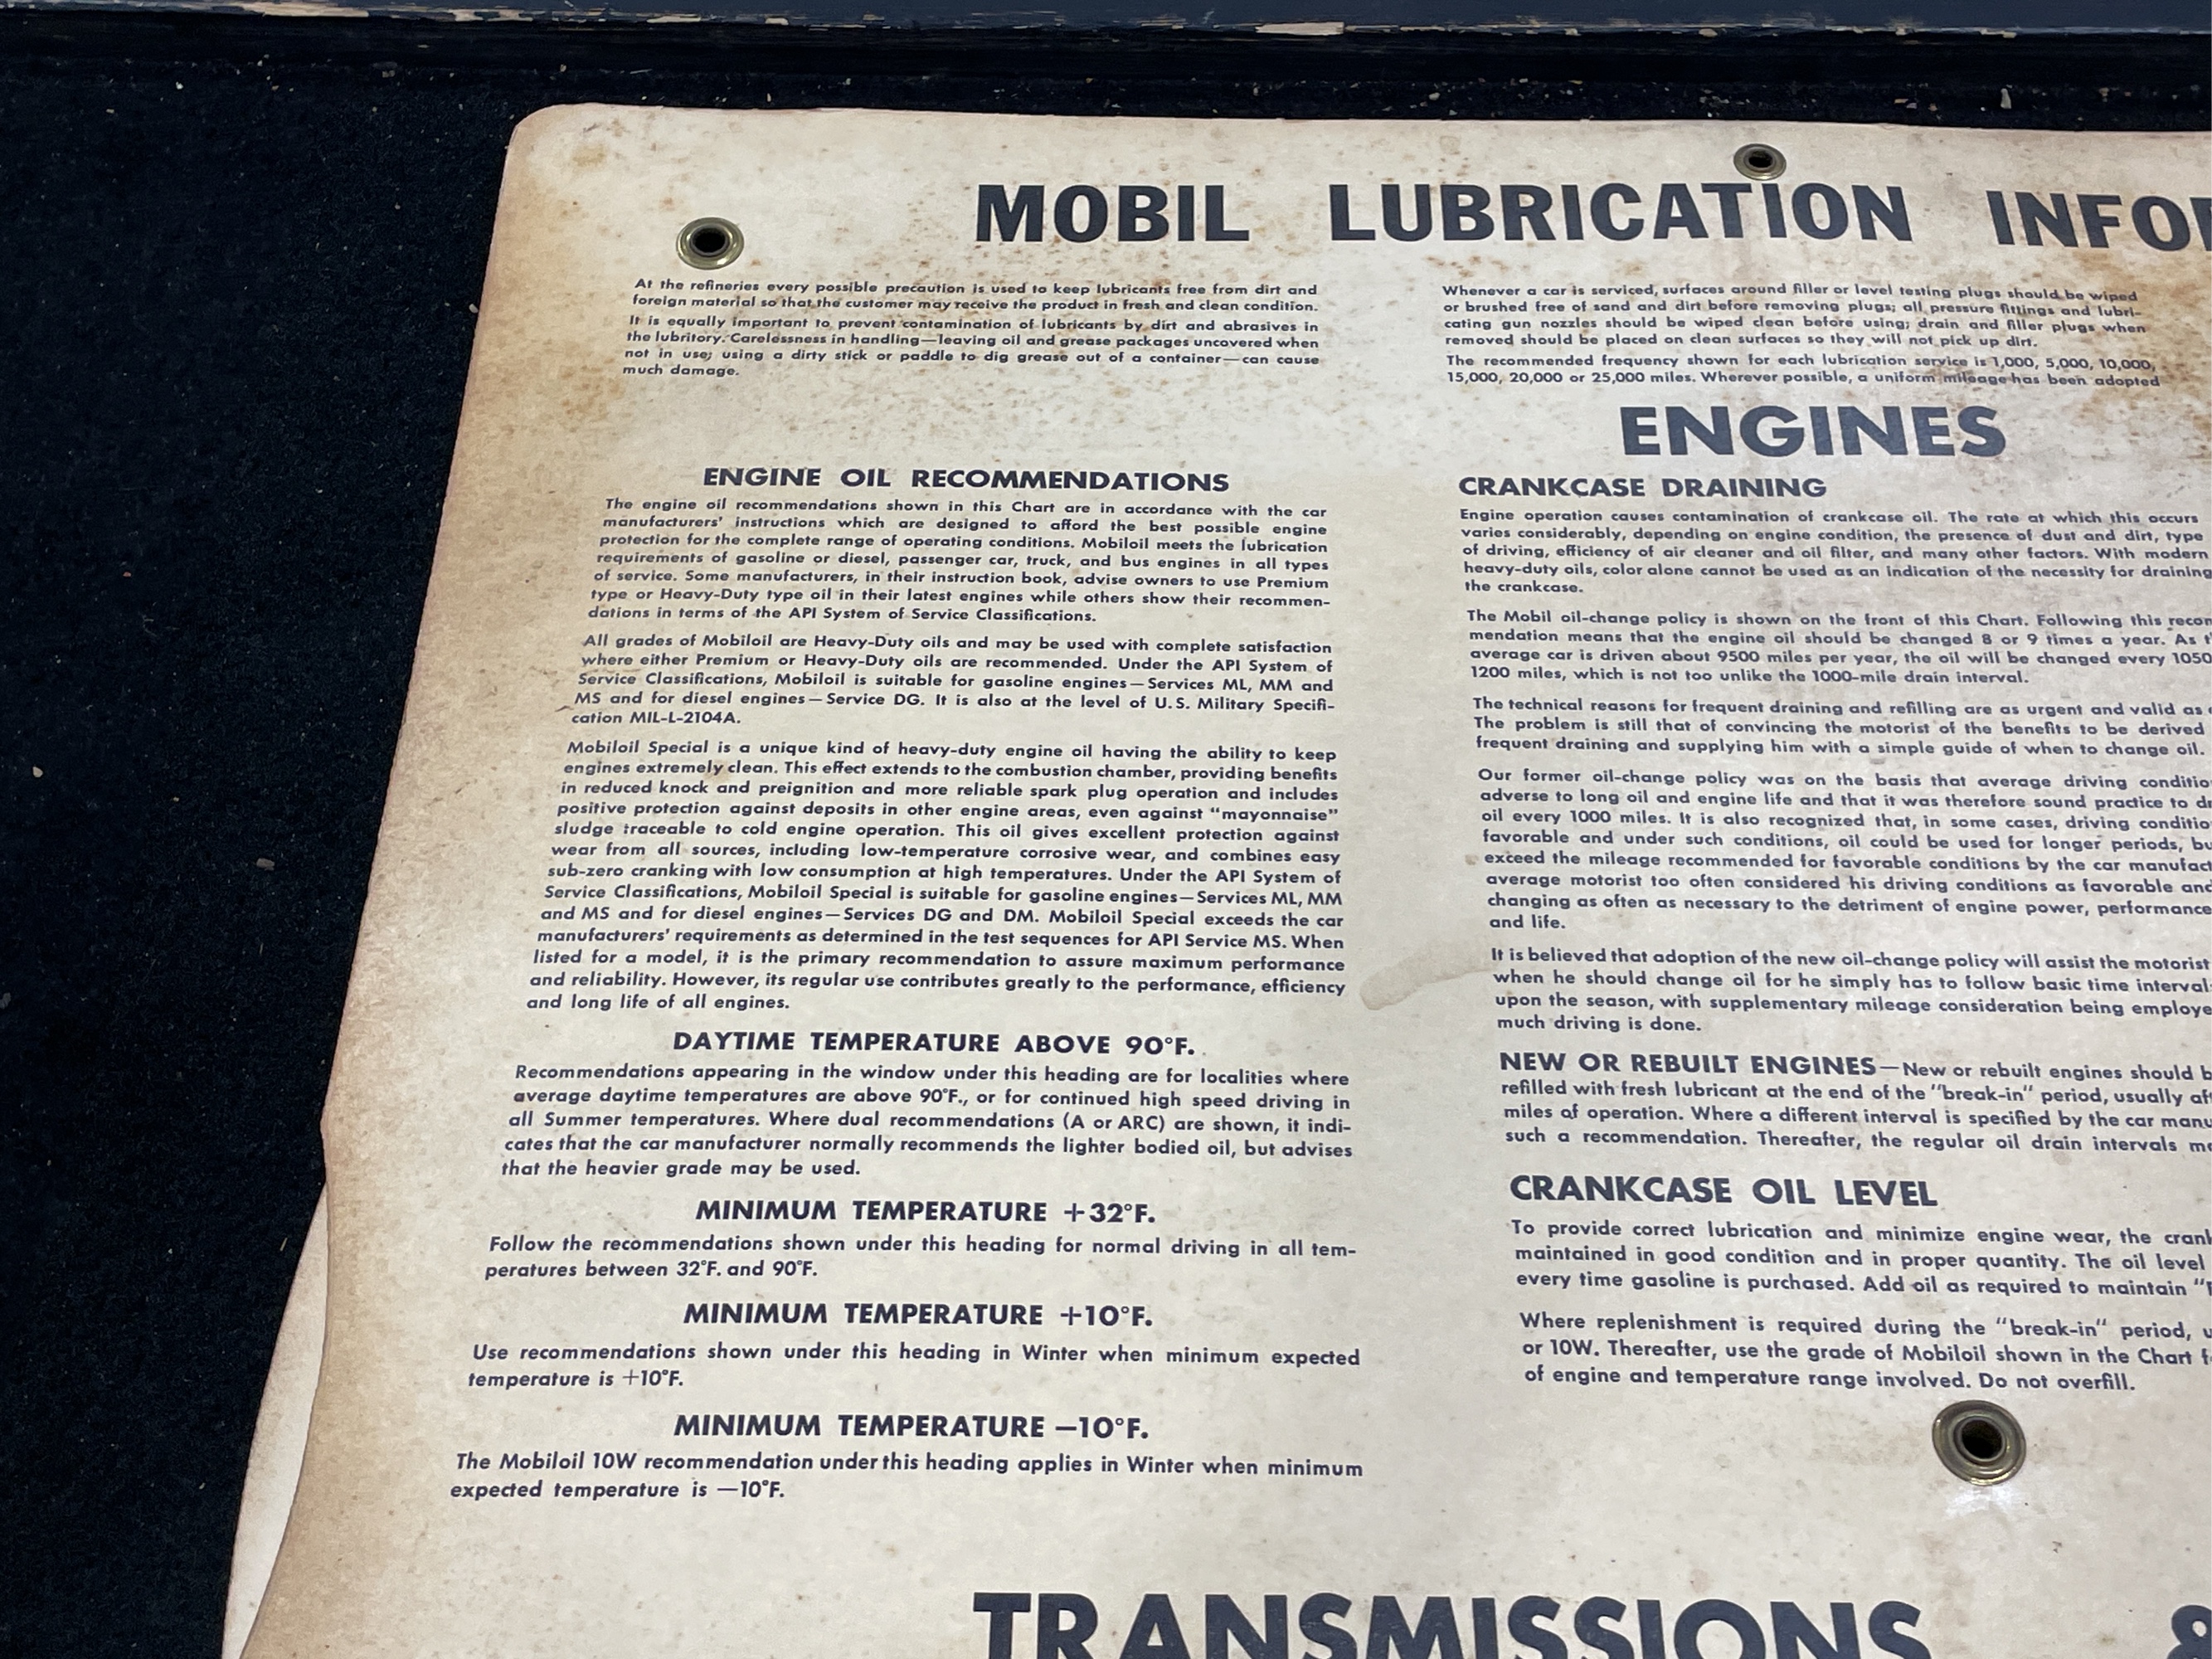 MOBIL LUBRICATION INFOR
At the refineries every possible precaution is used to keep lubricants free from dirt and
foreign material so that the customer may receive the product in fresh and clean condition.
It is equally important to prevent contamination of lubricants by dirt and abrasives in
the lubritory. Carelessness in handling—leaving oil and grease packages uncovered when
not in use; using a dirty stick or paddle to dig grease out of a container—can cause
much damage.
Whenever a car is serviced, surfaces around filler or level testing plugs should be wiped
or brushed free of sand and dirt before removing plugs; all pressure fittings and lubri-
cating gun nozzles should be wiped clean before using; drain and filler plugs when
removed should be placed on clean surfaces so they will not pick up dirt.
The recommended frequency shown for each lubrication service is 1,000, 5,000, 10,000,
15,000, 20,000 or 25,000 miles. Wherever possible, a uniform mileage has been adopted
ENGINES
ENGINE OIL RECOMMENDATIONS
The engine oil recommendations shown in this Chart are in accordance with the car
manufacturers' instructions which are designed to afford the best possible engine
protection for the complete range of operating conditions. Mobiloil meets the lubrication
requirements of gasoline or diesel, passenger car, truck, and bus engines in all types
of service. Some manufacturers, in their instruction book, advise owners to use Premium
type or Heavy-Duty type oil in their latest engines while others show their recommen-
dations in terms of the API System of Service Classifications.
All grades of Mobiloil are Heavy-Duty oils and may be used with complete satisfaction
where either Premium or Heavy-Duty oils are recommended. Under the API System of
Service Classifications, Mobiloil is suitable for gasoline engines—Services ML, MM and
MS and for diesel engines—Service DG. It is also at the level of U.S. Military Specifi-
cation MIL-L-2104A.
Mobiloil Special is a unique kind of heavy-duty engine oil having the ability to keep
engines extremely clean. This effect extends to the combustion chamber, providing benefits
in reduced knock and preignition and more reliable spark plug operation and includes
positive protection against deposits in other engine areas, even against "mayonnaise"
sludge traceable to cold engine operation. This oil gives excellent protection against
wear from all sources, including low-temperature corrosive wear, and combines easy
sub-zero cranking with low consumption at high temperatures. Under the API System of
Service Classifications, Mobiloil Special is suitable for gasoline engines—Services ML, MM
and MS and for diesel engines—Services DG and DM. Mobiloil Special exceeds the car
manufacturers' requirements as determined in the test sequences for API Service MS. When
listed for a model, it is the primary recommendation to assure maximum performance
and reliability. However, its regular use contributes greatly to the performance, efficiency
and long life of all engines.
DAYTIME TEMPERATURE ABOVE 90°F.
Recommendations appearing in the window under this heading are for localities where
average daytime temperatures are above 90°F., or for continued high speed driving in
all Summer temperatures. Where dual recommendations (A or ARC) are shown, it indi-
cates that the car manufacturer normally recommends the lighter bodied oil, but advises
that the heavier grade may be used.
MINIMUM TEMPERATURE +32°F.
Follow the recommendations shown under this heading for normal driving in all tem-
peratures between 32°F. and 90°F.
MINIMUM TEMPERATURE +10°F.
Use recommendations shown under this heading in Winter when minimum expected
temperature is +10°F.
MINIMUM TEMPERATURE —10°F.
The Mobiloil 10W recommendation under this heading applies in Winter when minimum
expected temperature is —10°F.
CRANKCASE DRAINING
Engine operation causes contamination of crankcase oil. The rate at which this occurs
varies considerably, depending on engine condition, the presence of dust and dirt, type
of driving, efficiency of air cleaner and oil filter, and many other factors. With modern
heavy-duty oils, color alone cannot be used as an indication of the necessity for draining
the crankcase.
The Mobil oil-change policy is shown on the front of this Chart. Following this recom
mendation means that the engine oil should be changed 8 or 9 times a year. As t
average car is driven about 9500 miles per year, the oil will be changed every 1050
1200 miles, which is not too unlike the 1000-mile drain interval.
The technical reasons for frequent draining and refilling are as urgent and valid as
The problem is still that of convincing the motorist of the benefits to be derived
frequent draining and supplying him with a simple guide of when to change oil.
Our former oil-change policy was on the basis that average driving conditio
adverse to long oil and engine life and that it was therefore sound practice to dr
oil every 1000 miles. It is also recognized that, in some cases, driving conditio
favorable and under such conditions, oil could be used for longer periods, bu
exceed the mileage recommended for favorable conditions by the car manufact
average motorist too often considered his driving conditions as favorable and
changing as often as necessary to the detriment of engine power, performance
and life.
It is believed that adoption of the new oil-change policy will assist the motorist
when he should change oil for he simply has to follow basic time interval
upon the season, with supplementary mileage consideration being employe
much driving is done.
NEW OR REBUILT ENGINES—New or rebuilt engines should b
refilled with fresh lubricant at the end of the "break-in" period, usually aft
miles of operation. Where a different interval is specified by the car manu
such a recommendation. Thereafter, the regular oil drain intervals ma
CRANKCASE OIL LEVEL
To provide correct lubrication and minimize engine wear, the crank
maintained in good condition and in proper quantity. The oil level
every time gasoline is purchased. Add oil as required to maintain "F
Where replenishment is required during the "break-in" period, u
or 10W. Thereafter, use the grade of Mobiloil shown in the Chart f
of engine and temperature range involved. Do not overfill.
TRANSMISSIONS &